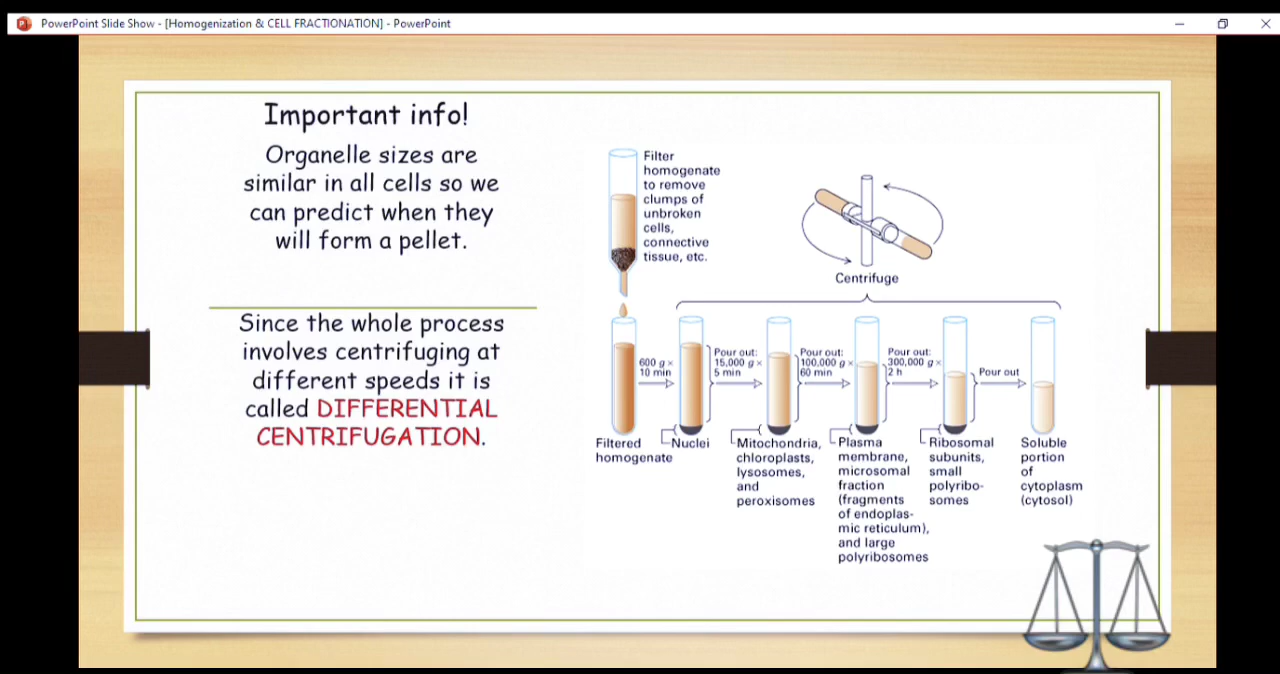 PowerPoint Slide Show - [Homogenization & CELL FRACTIONATION] - PowerPoint
Important info!
Organelle sizes are
similar in all cells so we
can predict when they
will form a pellet.
Since the whole process
involves centrifuging at
different speeds it is
called DIFFERENTIAL
CENTRIFUGATION.
Filter
homogenate
to remove
clumps of
unbroken
cells,
connective
tissue, etc.
Centrifuge
600 g ×
10 min
Pour out:
15,000 g ×
5 min
Pour out:
100,000 g ×
60 min
Pour out:
300,000 g ×
2 h
Pour out
Filtered
homogenate
Nuclei
Mitochondria,
chloroplasts,
lysosomes,
and
peroxisomes
Plasma
membrane,
microsomal
fraction
(fragments
of endoplas-
mic reticulum),
and large
polyribosomes
Ribosomal
subunits,
small
polyribo-
somes
Soluble
portion
of
cytoplasm
(cytosol)